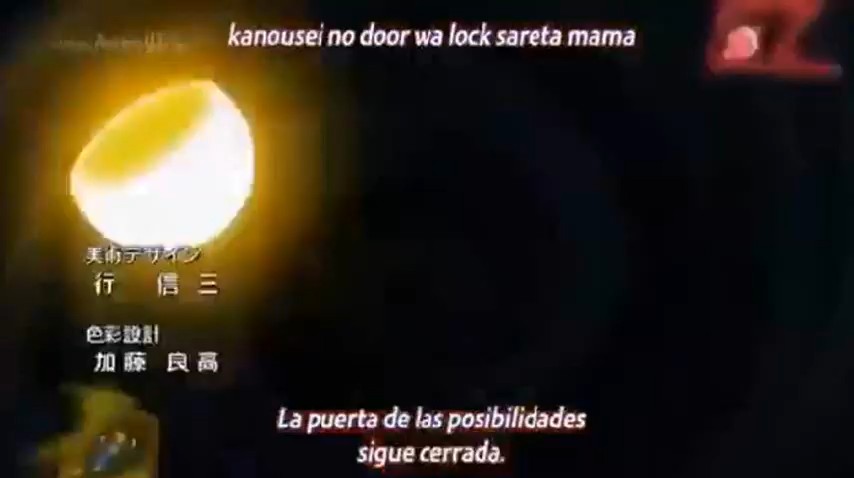 kanousei no door wa lock sareta mama
美術デザイン
行 信三
色彩設計
加藤 良高
La puerta de las posibilidades
sigue cerrada.